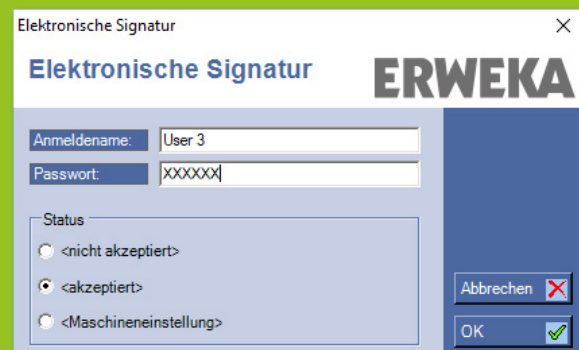 Elektronische Signatur
Elektronische Signatur
ERWEKA
Anmeldename: User 3
Passwort: XXXXXX
Status
<nicht akzeptiert>
<akzeptiert>
<Maschineneinstellung>
Abbrechen
OK